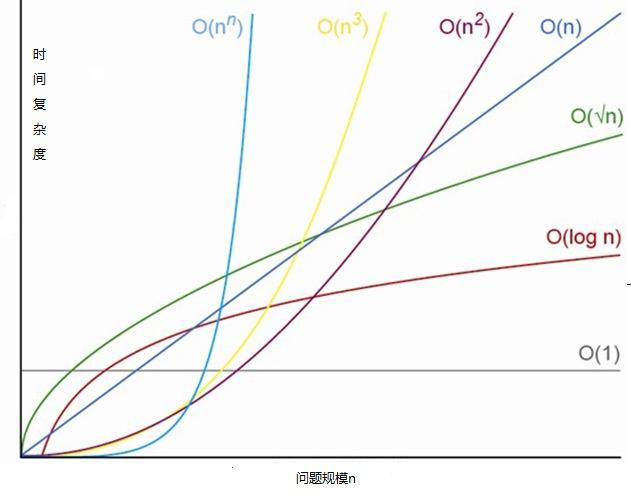 O(nⁿ)
O(n³)
O(n²)
O(n)
时
间
复
杂
度
O(√n)
O(log n)
O(1)
问题规模n